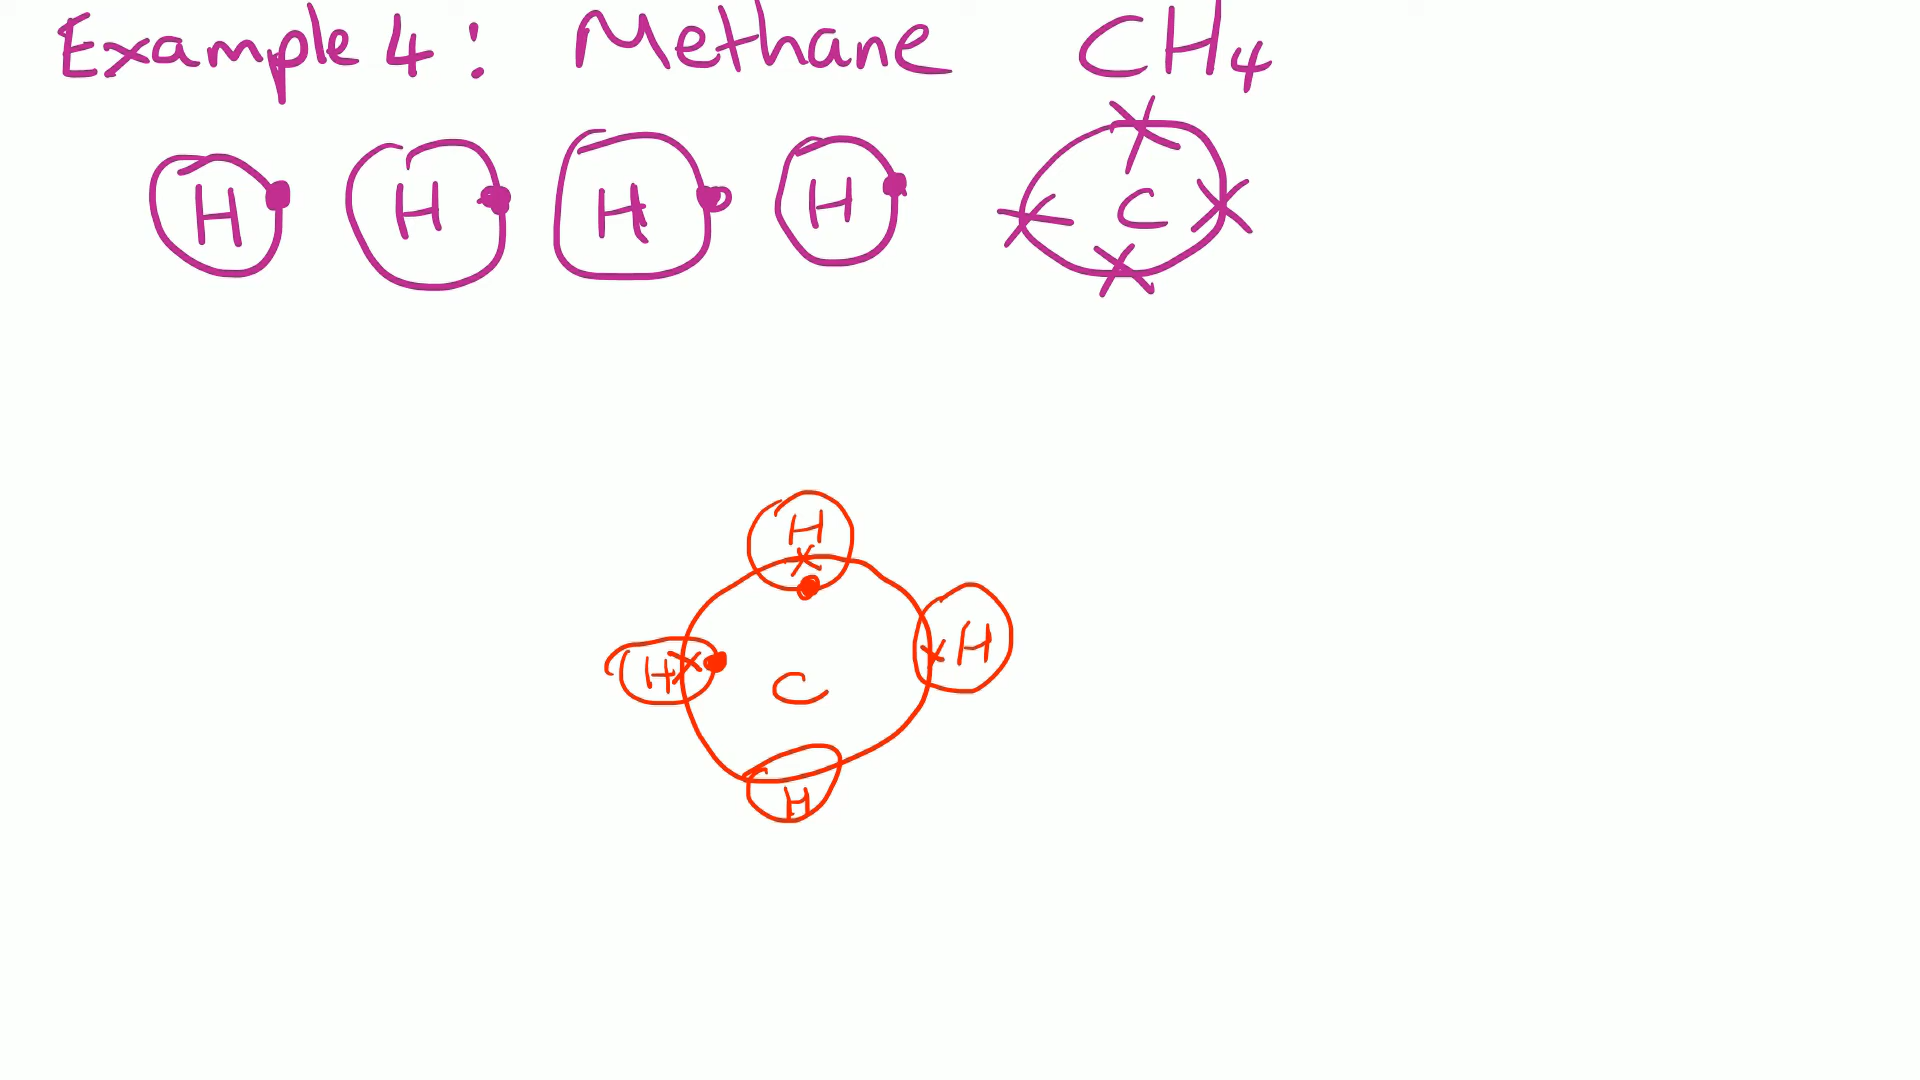 Example 4: Methane CH4
H H H H C
H
H C H
H